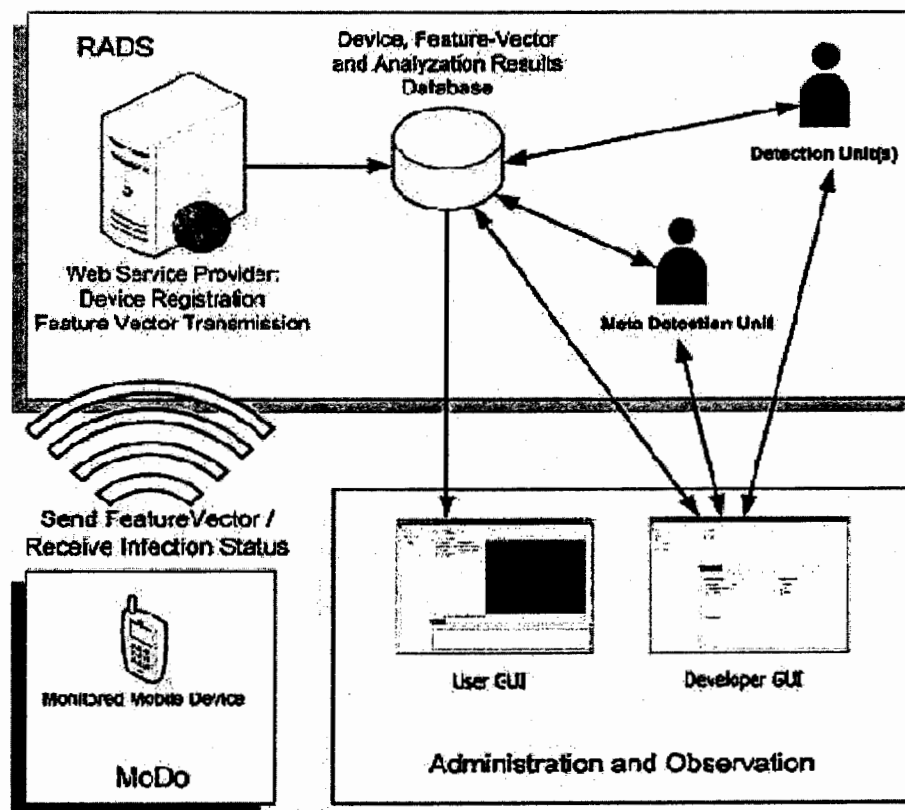 RADS
Device, Feature-Vector
and Analyzation Results
Database
Detection Unit(s)
Web Service Provider:
Device Registration
Feature Vector Transmission
Meta Detection Unit
Send FeatureVector /
Receive Infection Status
Monitored Mobile Device
MoDo
User GUI
Developer GUI
Administration and Observation